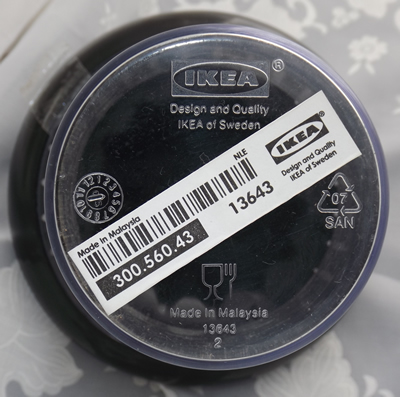 IKEA®
Design and Quality
IKEA of Sweden
Made in Malaysia
300.560.43
NLE
13643
IKEA®
Design and Quality
IKEA of Sweden
07
SAN
Made in Malaysia
13643
2